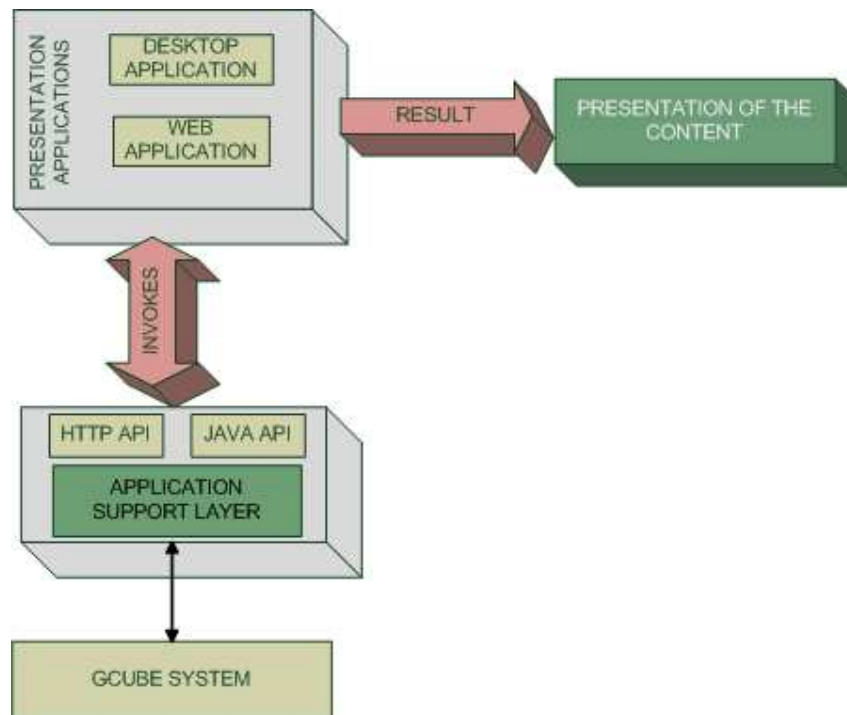 PRESENTATION
APPLICATIONS
DESKTOP
APPLICATION
WEB
APPLICATION
RESULT
PRESENTATION OF THE
CONTENT
INVOKES
HTTP API
JAVA API
APPLICATION
SUPPORT LAYER
GCUBE SYSTEM